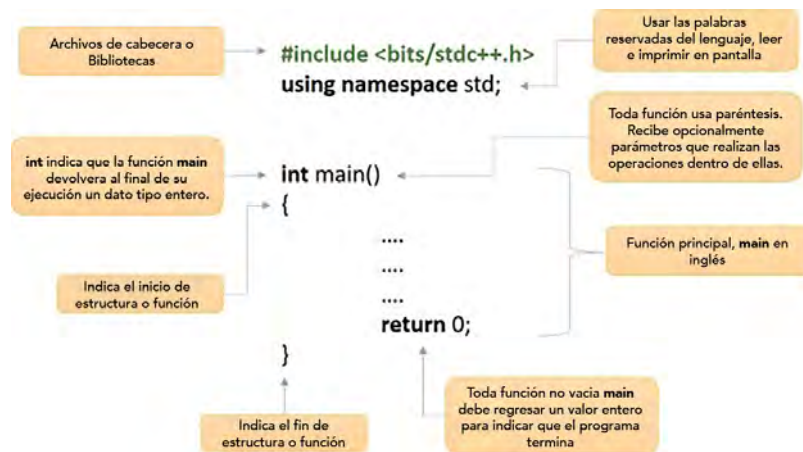 Archivos de cabecera o
Bibliotecas
#include <bits/stdc++.h>
using namespace std;
Usar las palabras
reservadas del lenguaje, leer
e imprimir en pantalla
int indica que la función main
devolvera al final de su
ejecución un dato tipo entero.
int main()
{
Toda función usa paréntesis.
Recibe opcionalmente
parámetros que realizan las
operaciones dentro de ellas.
Indica el inicio de
estructura o función
....
....
....
return 0;
Función principal, main en
inglés
}
Indica el fin de
estructura o función
Toda función no vacia main
debe regresar un valor entero
para indicar que el programa
termina